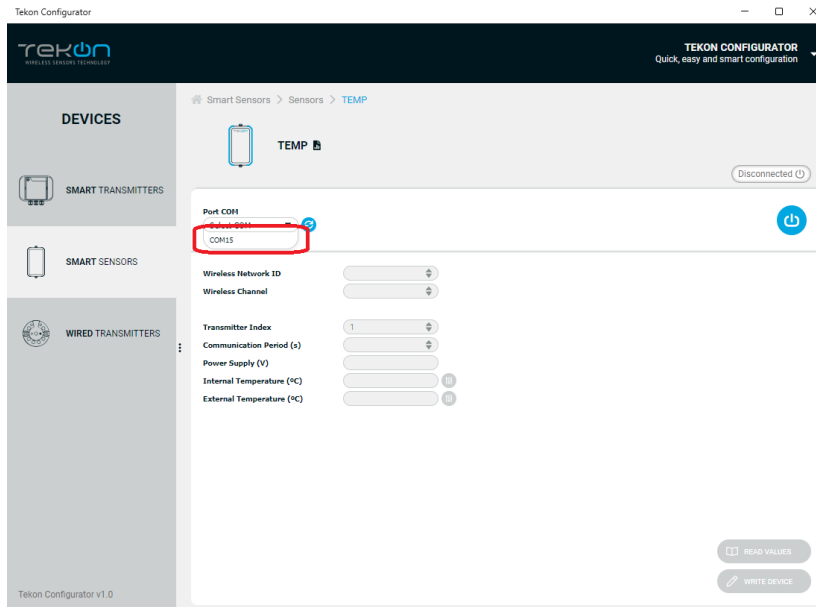 Tekon Configurator
TEKON
WIRELESS SENSORS TECHNOLOGY
TEKON CONFIGURATOR
Quick, easy and smart configuration
DEVICES
SMART TRANSMITTERS
SMART SENSORS
WIRED TRANSMITTERS
Tekon Configurator v1.0
Smart Sensors > Sensors > TEMP
TEMP
Disconnected
Port COM
Select COM
COM15
Wireless Network ID
Wireless Channel
Transmitter Index 1
Communication Period (s)
Power Supply (V)
Internal Temperature (ºC)
External Temperature (ºC)
READ VALUES
WRITE DEVICE